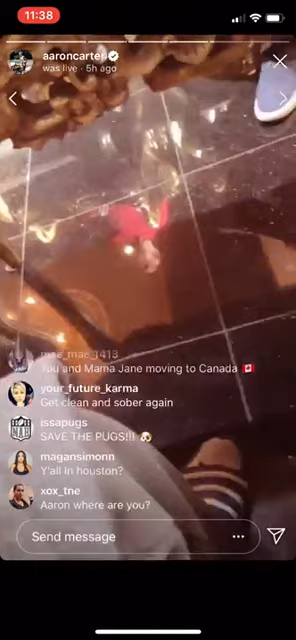 11:38
aaroncarter
was live · 5h ago
mae_mae_1413
You and Mama Jane moving to Canada 🇨🇦
your_future_karma
Get clean and sober again
issapugs
SAVE THE PUGS!!! 🐶
magansimonn
Y'all In houston?
xox_tne
Aaron where are you?
Send message